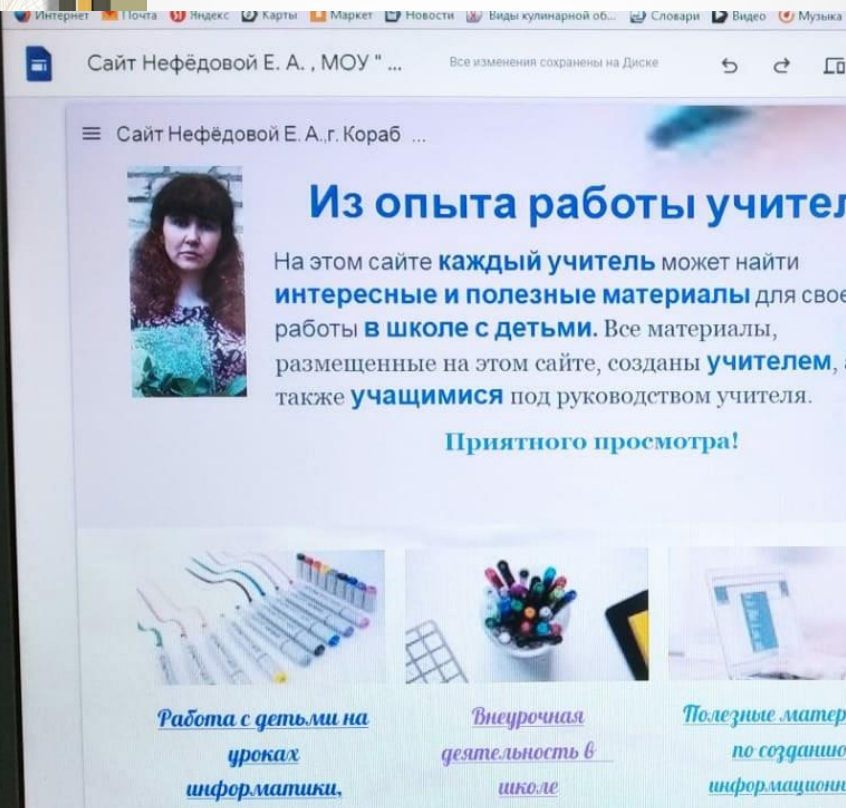 Интернет Почта Яндекс Карты Маркет Новости Виды кулинарной об... Словари Видео Музыка
Сайт Нефёдовой Е. А. , МОУ " ... Все изменения сохранены на Диске
Сайт Нефёдовой Е. А.,г. Кораб ...
Из опыта работы учител
На этом сайте каждый учитель может найти
интересные и полезные материалы для свое
работы в школе с детьми. Все материалы,
размещенные на этом сайте, созданы учителем, а
также учащимися под руководством учителя.
Приятного просмотра!
Работа с детьми на
уроках
информатики,
Внеурочная
деятельность в
школе
Полезные матер
по созданию
информационн